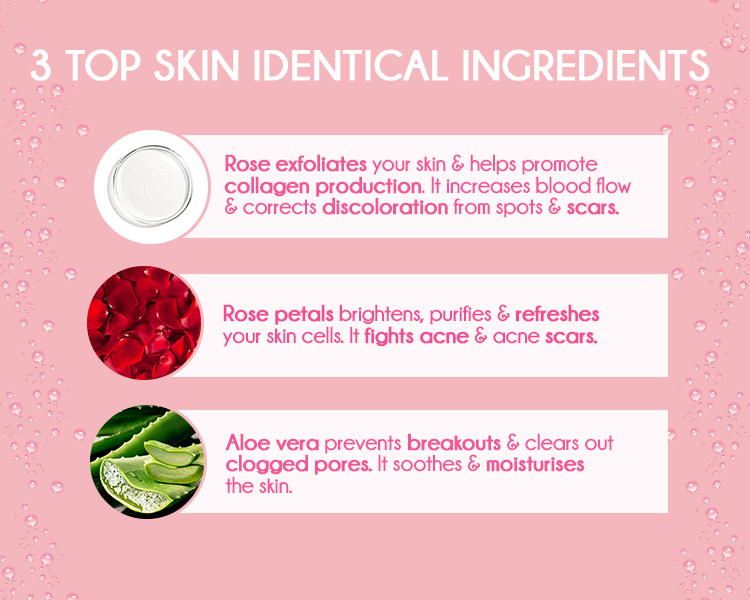 3 TOP SKIN IDENTICAL INGREDIENTS
Rose exfoliates your skin & helps promote
collagen production. It increases blood flow
& corrects discoloration from spots & scars.
Rose petals brightens, purifies & refreshes
your skin cells. It fights acne & acne scars.
Aloe vera prevents breakouts & clears out
clogged pores. It soothes & moisturises
the skin.